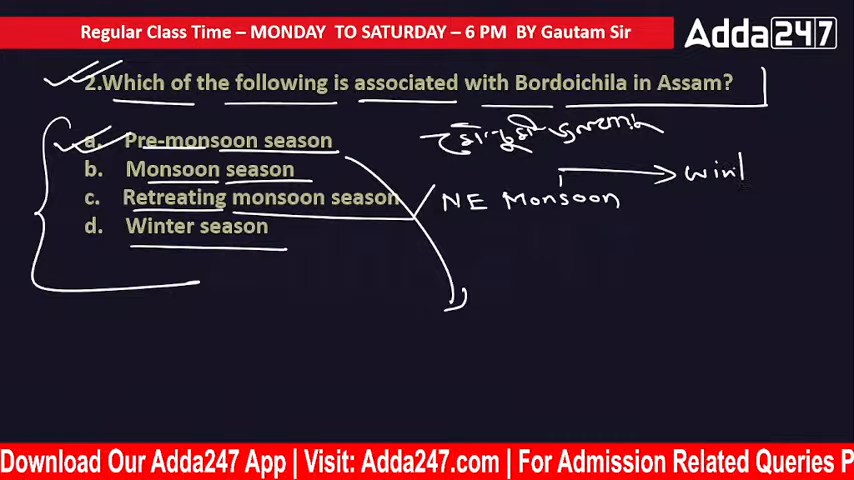 Regular Class Time – MONDAY TO SATURDAY – 6 PM BY Gautam Sir
Adda247
2.Which of the following is associated with Bordoichila in Assam?
a. Pre-monsoon season
b. Monsoon season
c. Retreating monsoon season
d. Winter season
NE Monsoon
Download Our Adda247 App | Visit: Adda247.com | For Admission Related Queries P